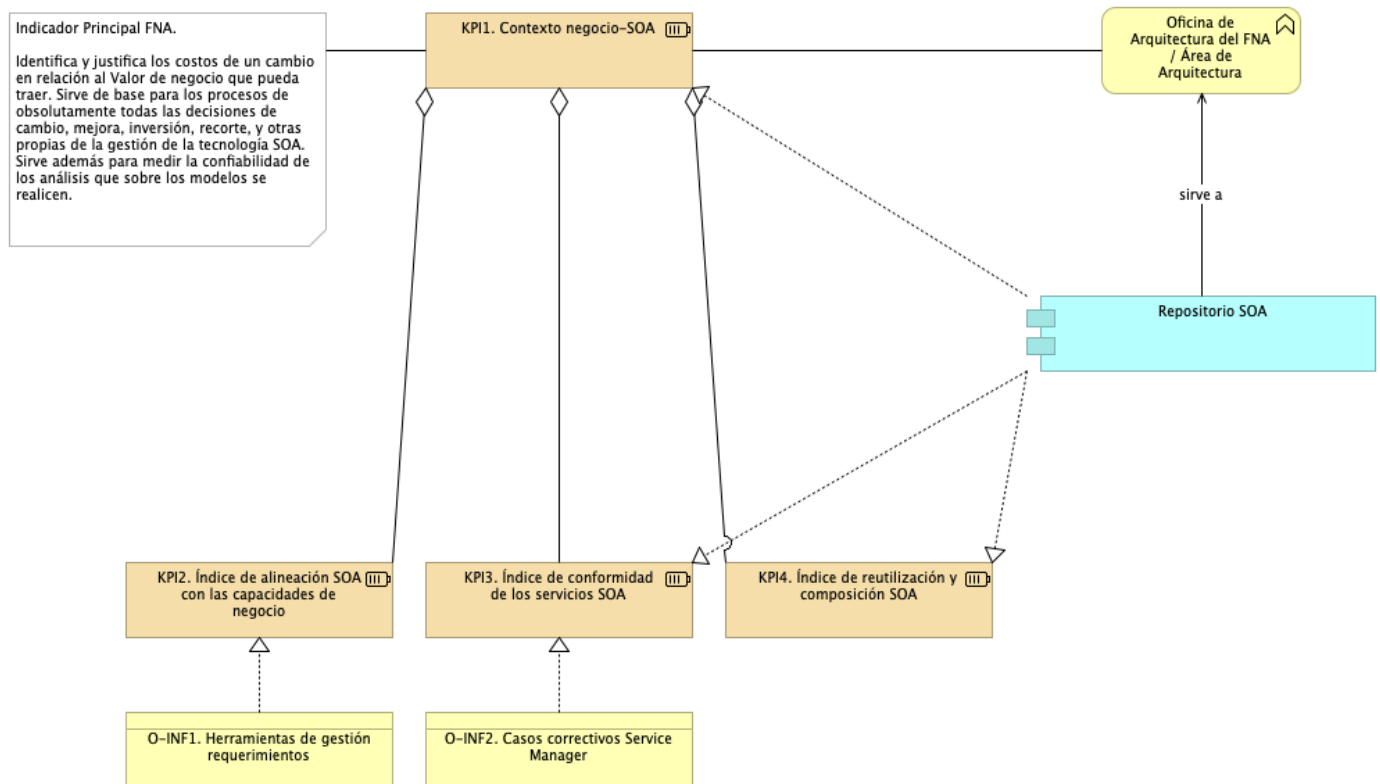 Indicador Principal FNA.
Identifica y justifica los costos de un cambio
en relación al Valor de negocio que pueda
traer. Sirve de base para los procesos de
obsolutamente todas las decisiones de
cambio, mejora, inversión, recorte, y otras
propias de la gestión de la tecnología SOA.
Sirve además para medir la confiabilidad de
los análisis que sobre los modelos se
realicen.
KPI1. Contexto negocio-SOA
Oficina de
Arquitectura del FNA
/ Área de
Arquitectura
sirve a
Repositorio SOA
KPI2. Índice de alineación SOA
con las capacidades de
negocio
KPI3. Índice de conformidad
de los servicios SOA
KPI4. Índice de reutilización y
composición SOA
O-INF1. Herramientas de gestión
requerimientos
O-INF2. Casos correctivos Service
Manager